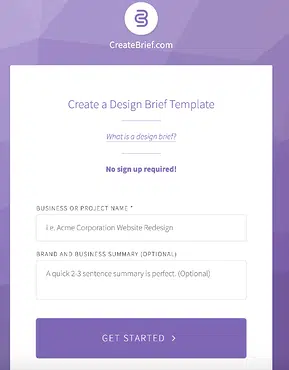 CreateBrief.com
Create a Design Brief Template
What is a design brief?
No sign up required!
BUSINESS OR PROJECT NAME *
i.e. Acme Corporation Website Redesign
BRAND AND BUSINESS SUMMARY (OPTIONAL)
A quick 2-3 sentence summary is perfect. (Optional)
GET STARTED >